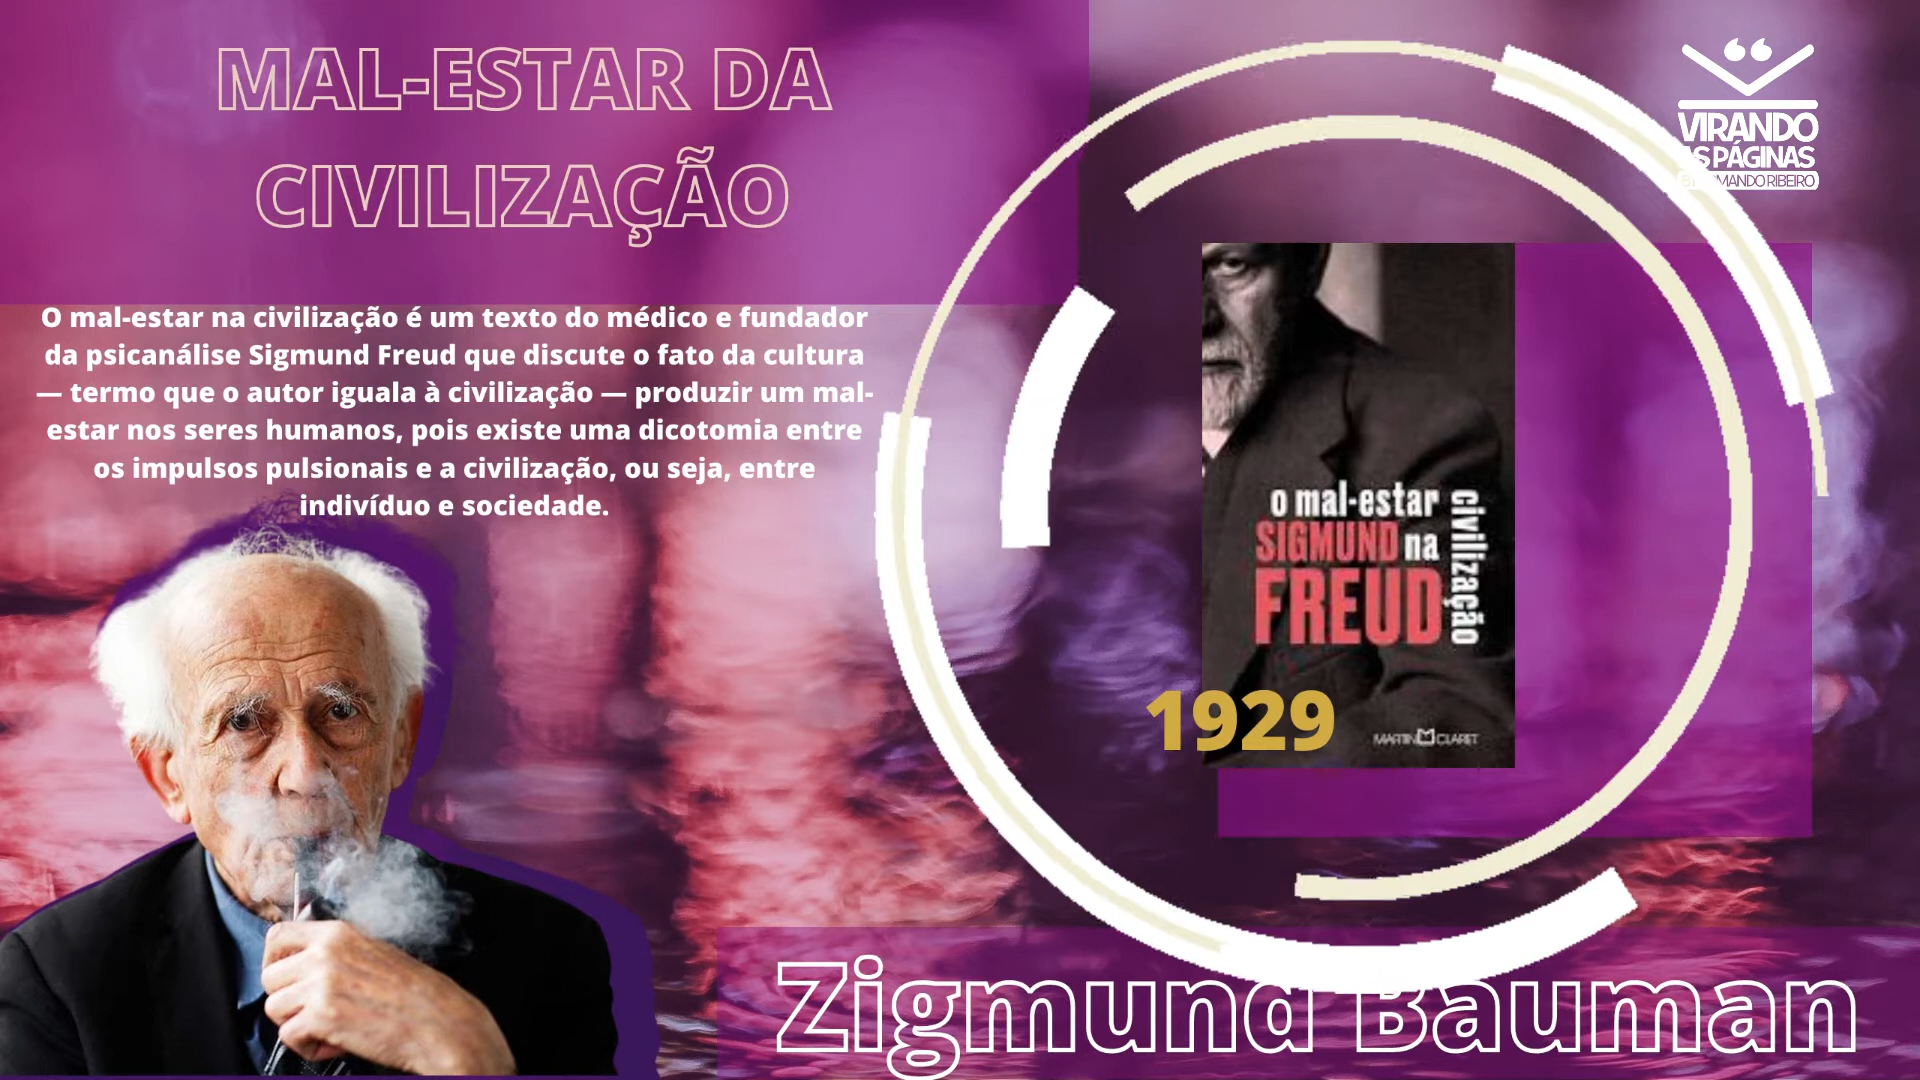 MAL-ESTAR DA
CIVILIZAÇÃO
O mal-estar na civilização é um texto do médico e fundador
da psicanálise Sigmund Freud que discute o fato da cultura
— termo que o autor iguala à civilização — produzir um mal-
estar nos seres humanos, pois existe uma dicotomia entre
os impulsos pulsionais e a civilização, ou seja, entre
indivíduo e sociedade.
VIRANDO
AS PÁGINAS
MANDO RIBEIRO
o mal-estar
SIGMUND na
FREUD
civilização
1929
MARTIN CLARET
Zigmund Bauman